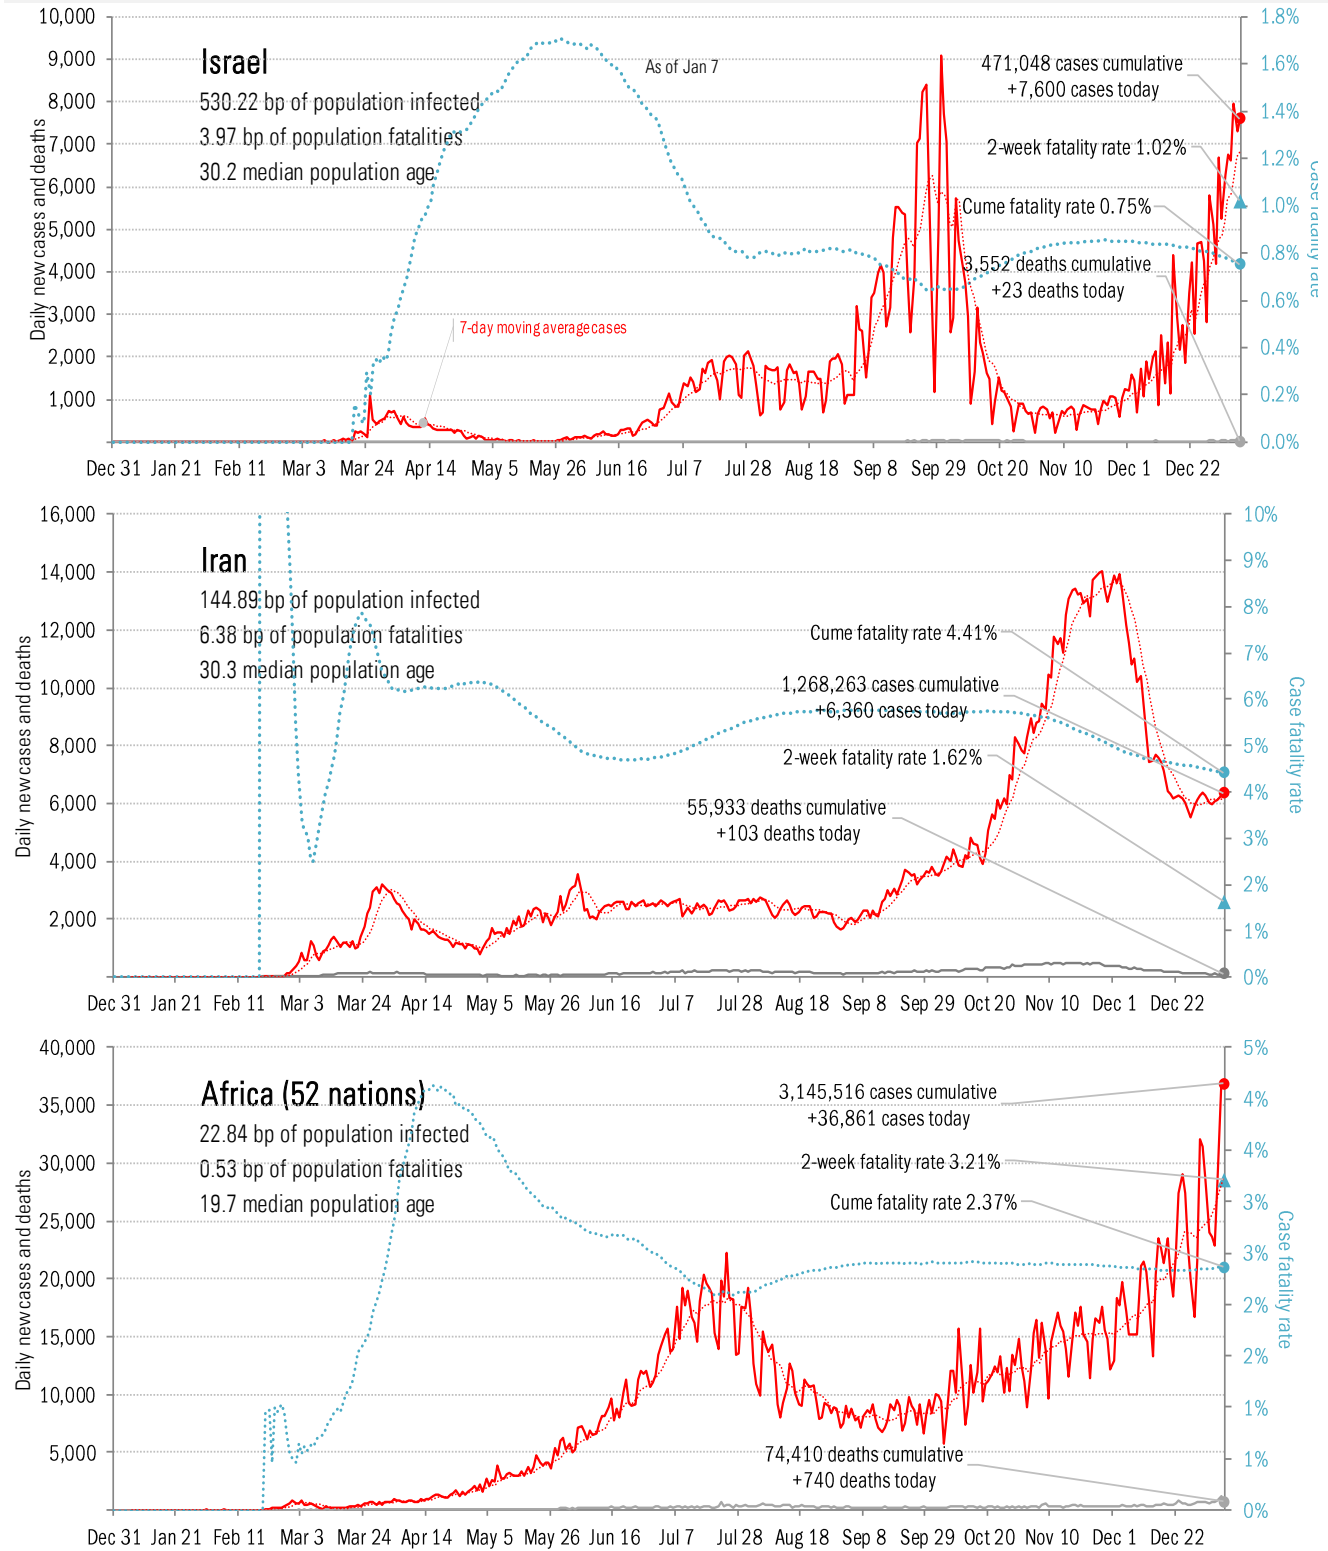 10,000
9,000
8,000
7,000
6,000
5,000
4,000
3,000
2,000
1,000
Daily new cases and deaths
Israel
530.22 bp of population infected
3.97 bp of population fatalities
30.2 median population age
As of Jan 7
7-day moving average cases
471,048 cases cumulative
+7,600 cases today
2-week fatality rate 1.02%
Cume fatality rate 0.75%
3,552 deaths cumulative
+23 deaths today
1.8%
1.6%
1.4%
1.2%
1.0%
0.8%
0.6%
0.4%
0.2%
0.0%
Case fatality rate
Dec 31 Jan 21 Feb 11 Mar 3 Mar 24 Apr 14 May 5 May 26 Jun 16 Jul 7 Jul 28 Aug 18 Sep 8 Sep 29 Oct 20 Nov 10 Dec 1 Dec 22
16,000
14,000
12,000
10,000
8,000
6,000
4,000
2,000
Daily new cases and deaths
Iran
144.89 bp of population infected
6.38 bp of population fatalities
30.3 median population age
Cume fatality rate 4.41%
1,268,263 cases cumulative
+6,360 cases today
2-week fatality rate 1.62%
55,933 deaths cumulative
+103 deaths today
10%
9%
8%
7%
6%
5%
4%
3%
2%
1%
0%
Case fatality rate
Dec 31 Jan 21 Feb 11 Mar 3 Mar 24 Apr 14 May 5 May 26 Jun 16 Jul 7 Jul 28 Aug 18 Sep 8 Sep 29 Oct 20 Nov 10 Dec 1 Dec 22
40,000
35,000
30,000
25,000
20,000
15,000
10,000
5,000
Daily new cases and deaths
Africa (52 nations)
22.84 bp of population infected
0.53 bp of population fatalities
19.7 median population age
3,145,516 cases cumulative
+36,861 cases today
2-week fatality rate 3.21%
Cume fatality rate 2.37%
74,410 deaths cumulative
+740 deaths today
5%
4%
4%
3%
3%
2%
2%
1%
1%
0%
Case fatality rate
Dec 31 Jan 21 Feb 11 Mar 3 Mar 24 Apr 14 May 5 May 26 Jun 16 Jul 7 Jul 28 Aug 18 Sep 8 Sep 29 Oct 20 Nov 10 Dec 1 Dec 22